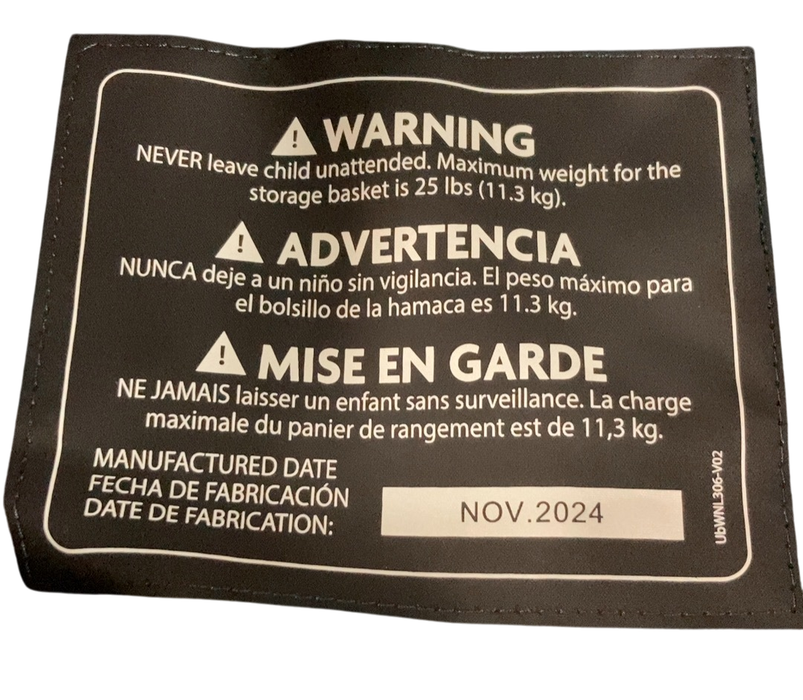 WARNING
NEVER leave child unattended. Maximum weight for the
storage basket is 25 lbs (11.3 kg).
ADVERTENCIA
NUNCA deje a un niño sin vigilancia. El peso máximo para
el bolsillo de la hamaca es 11.3 kg.
MISE EN GARDE
NE JAMAIS laisser un enfant sans surveillance. La charge
maximale du panier de rangement est de 11,3 kg.
MANUFACTURED DATE
FECHA DE FABRICACIÓN
DATE DE FABRICATION:
NOV.2024
UbWNL306-V02